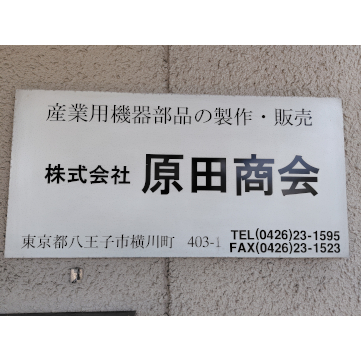 産業用機器部品の製作・販売
株式会社 原田商会
東京都八王子市横川町 403-1 TEL(0426)23-1595
FAX(0426)23-1523